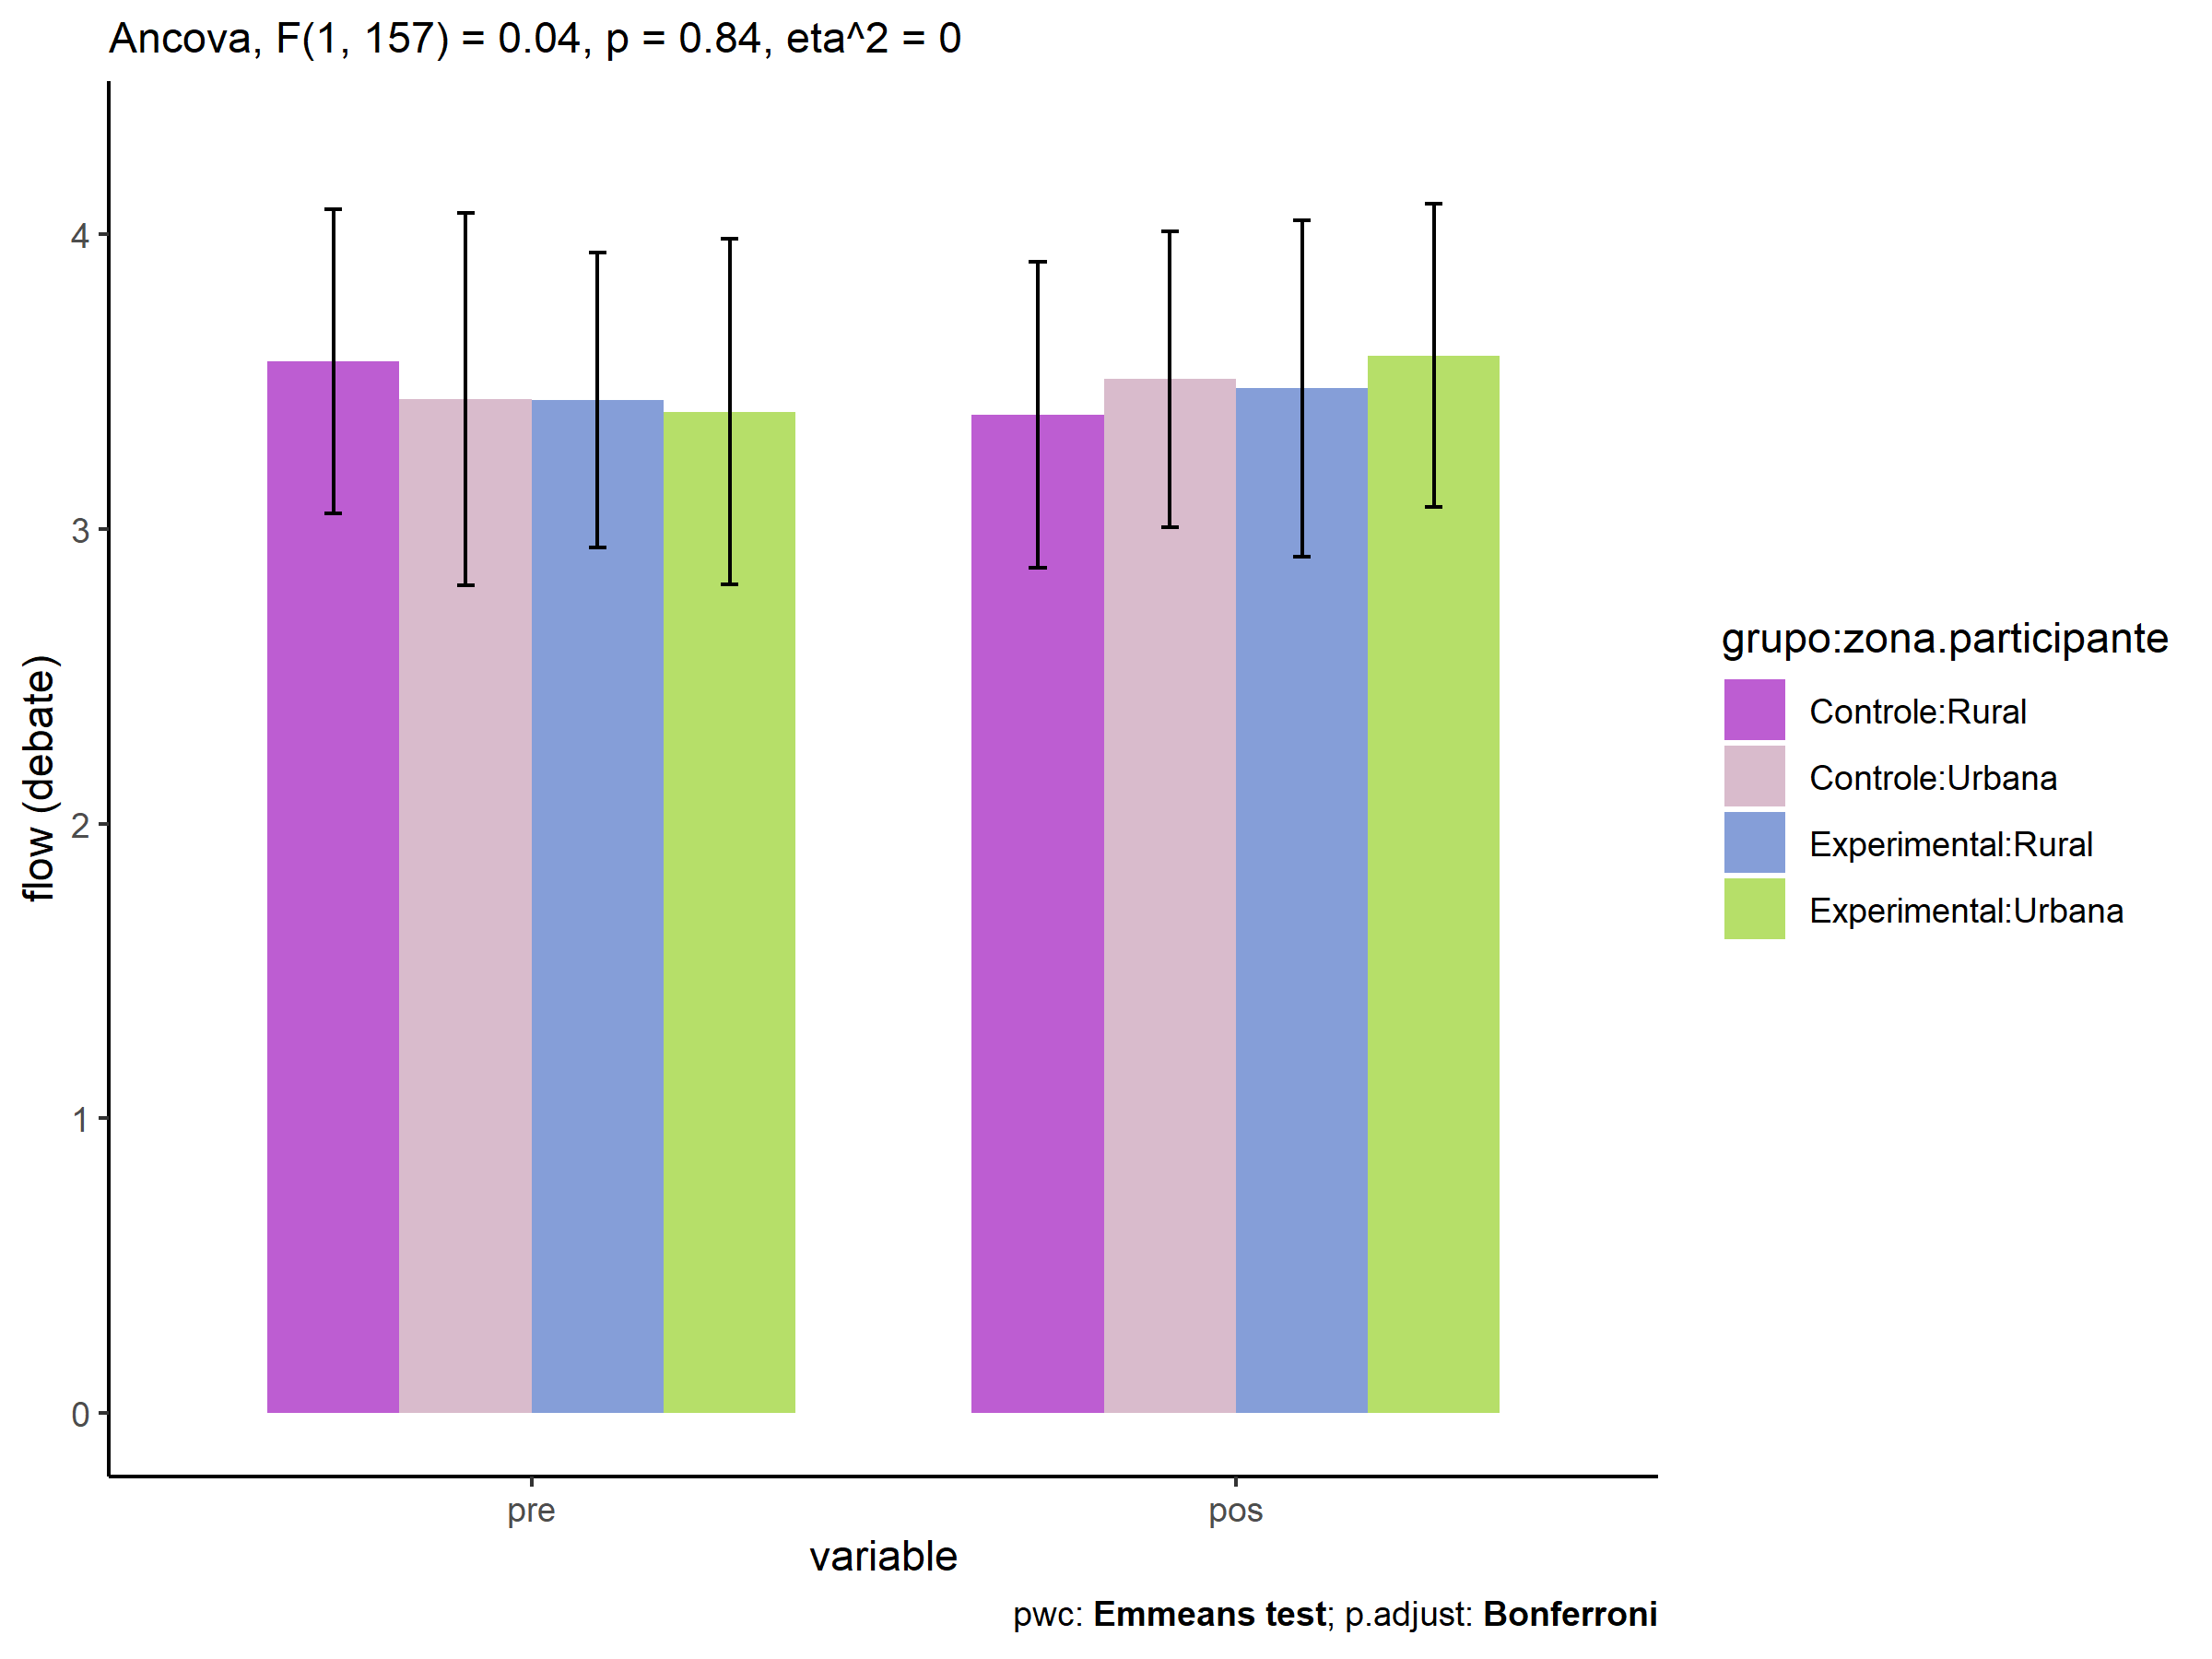 Ancova, F(1, 157) = 0.04, p = 0.84, eta^2 = 0
flow (debate)
4
3
2
1
0
pre
pos
variable
grupo:zona.participante
Controle:Rural
Controle:Urbana
Experimental:Rural
Experimental:Urbana
pwc: Emmeans test; p.adjust: Bonferroni